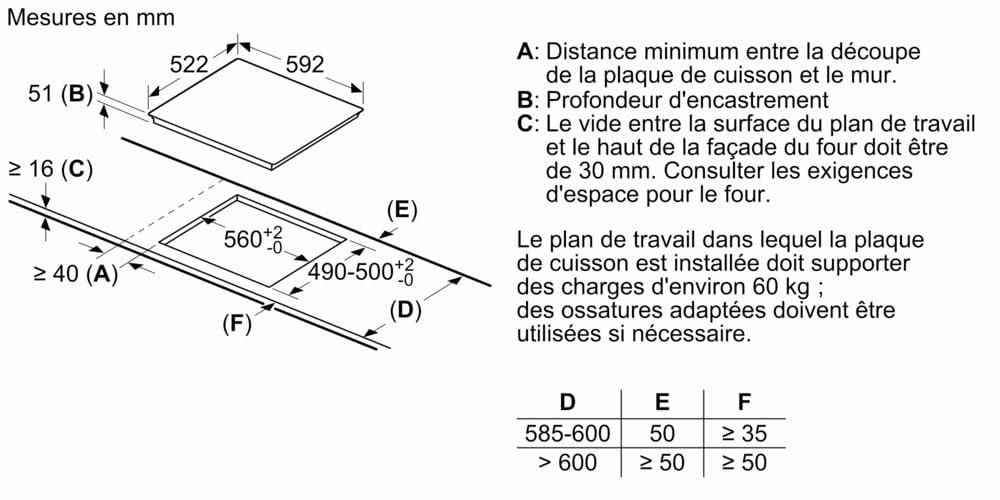 Mesures en mm
522
592
51 (B)
≥ 16 (C)
(E)
560+2-0
490-500+2-0
≥ 40 (A)
(D)
(F)
A: Distance minimum entre la découpe
de la plaque de cuisson et le mur.
B: Profondeur d'encastrement
C: Le vide entre la surface du plan de travail
et le haut de la façade du four doit être
de 30 mm. Consulter les exigences
d'espace pour le four.
Le plan de travail dans lequel la plaque
de cuisson est installée doit supporter
des charges d'environ 60 kg ;
des ossatures adaptées doivent être
utilisées si nécessaire.
D E F
585-600 50 ≥ 35
> 600 ≥ 50 ≥ 50